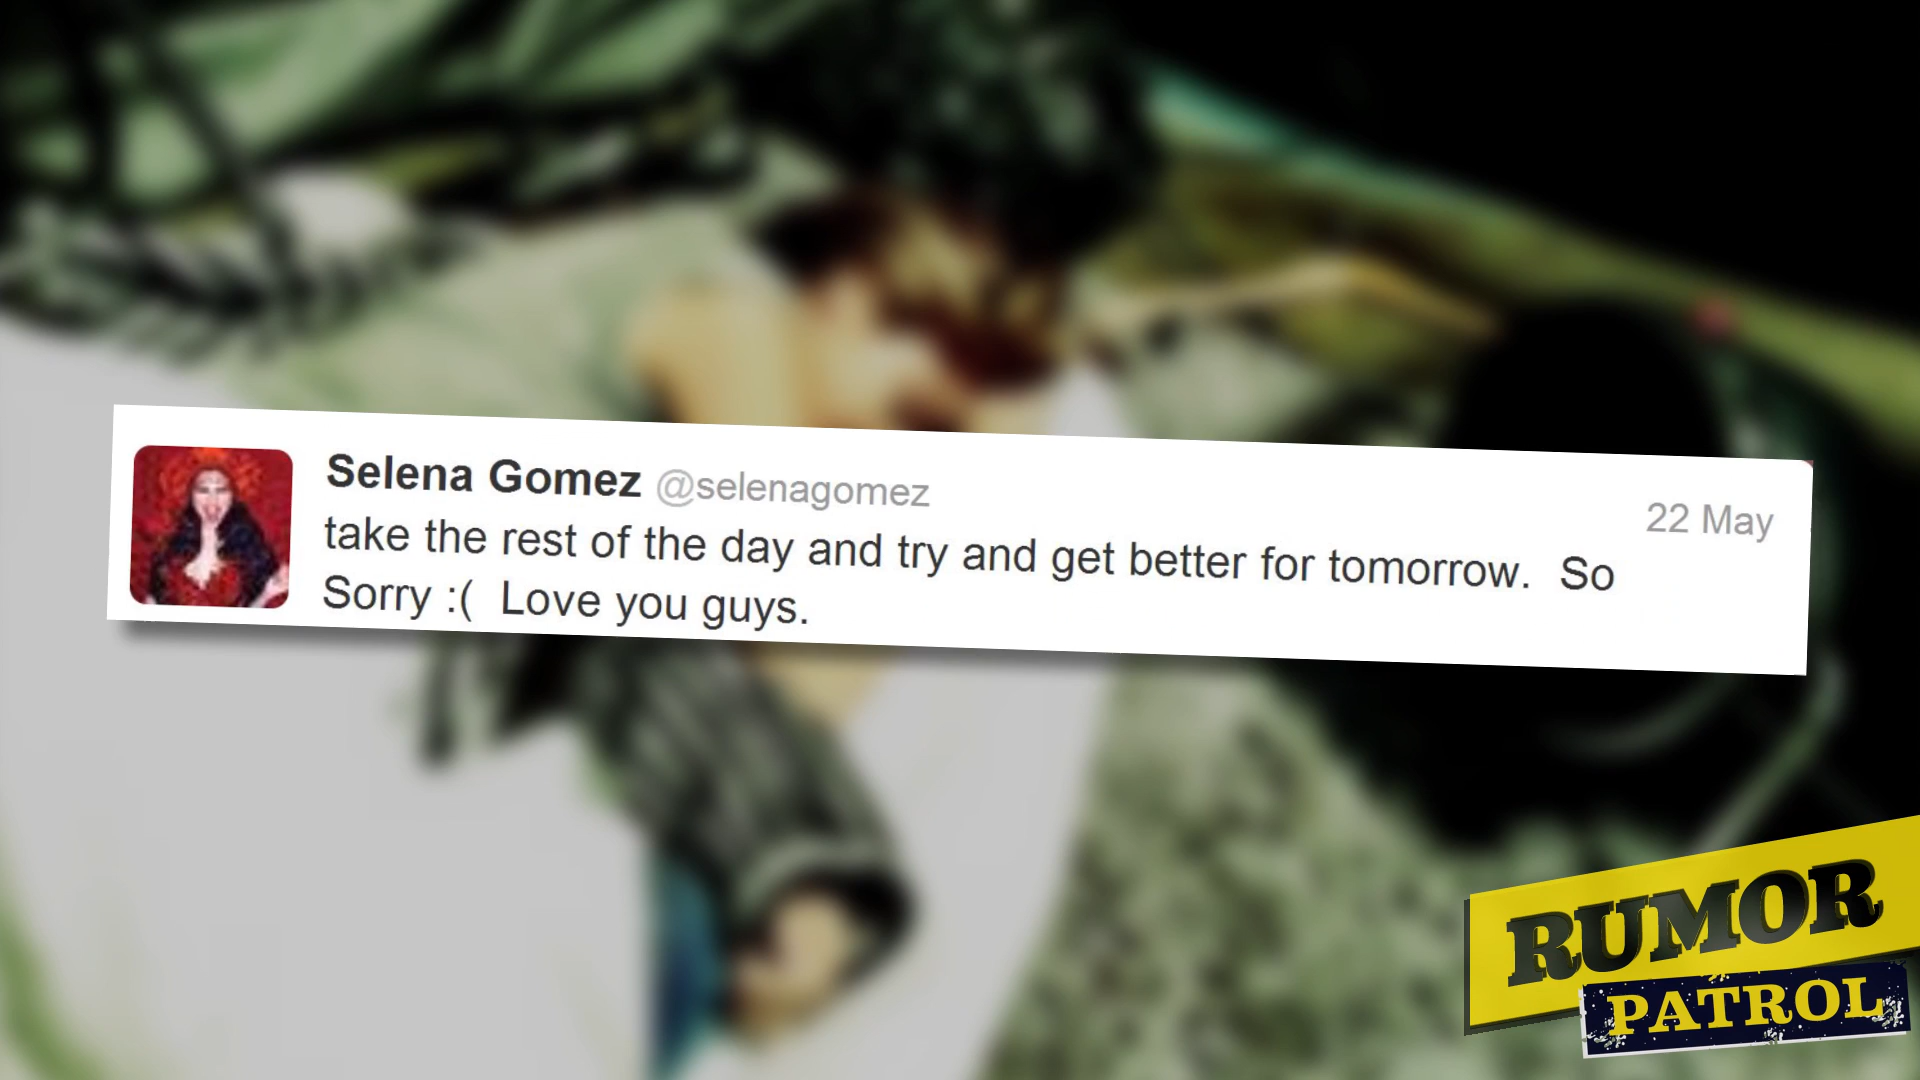 Selena Gomez @selenagomez
22 May
take the rest of the day and try and get better for tomorrow. So
Sorry :( Love you guys.
RUMOR
PATROL